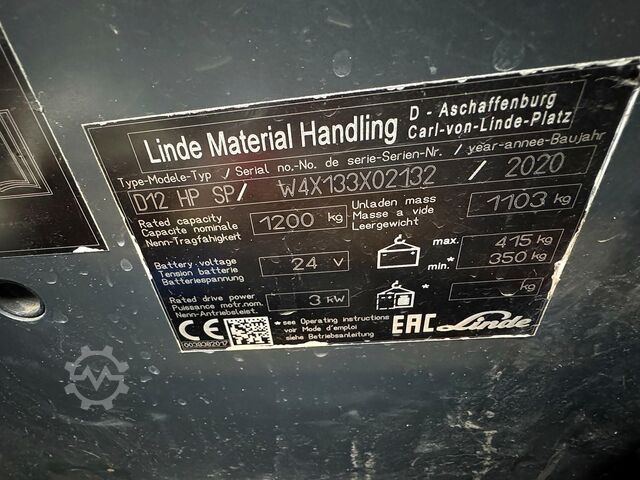 Linde Material Handling
D - Aschaffenburg
Carl-von-Linde-Platz
Type-Modele-Typ / Serial no.-No. de serie-Serien-Nr. / year-annee-Baujahr
D12 HP SP / W4X133X02132 / 2020
Rated capacity
Capacite nominale
Nenn-Tragfahigkeit
1200 kg
Unladen mass
Masse a vide
Leergewicht
1103 kg
Battery voltage
Tension batterie
Batteriespannung
24 V
max. 415 kg
min.* 350 kg
Rated drive power
Puissance motr.nom.
Nenn-Antriebsleist.
3 kW
* kg
CE
* see Operating instructions
voir Mode d'emploi
siehe Betriebsanleitung
EAC Linde